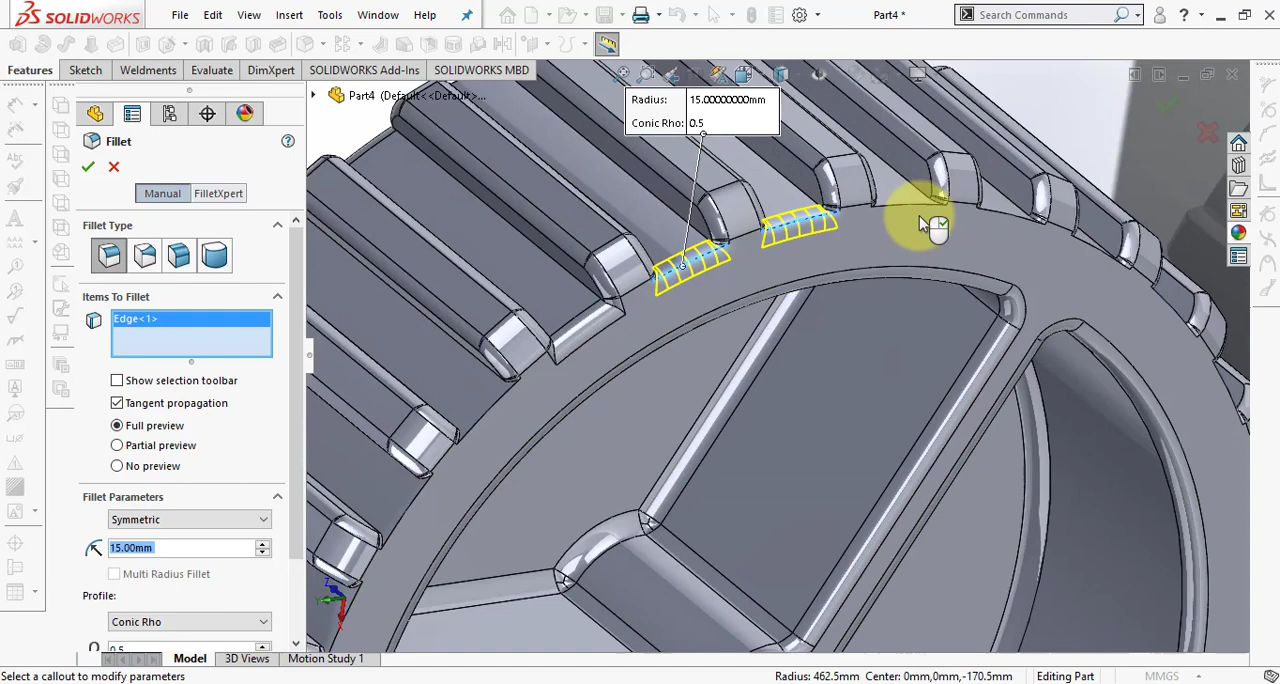 SOLIDWORKS
File Edit View Insert Tools Window Help
Part4 *
Search Commands
Features Sketch Weldments Evaluate DimXpert SOLIDWORKS Add-Ins SOLIDWORKS MBD
Part4 (Default<<Default>...
Fillet
Manual FilletXpert
Fillet Type
Items To Fillet
Edge<1>
Show selection toolbar
Tangent propagation
Full preview
Partial preview
No preview
Fillet Parameters
Symmetric
15.00mm
Multi Radius Fillet
Profile:
Conic Rho
0.5
Radius: 15.00000000mm
Conic Rho: 0.5
Model 3D Views Motion Study 1
Select a callout to modify parameters
Radius: 462.5mm Center: 0mm,0mm,-170.5mm Editing Part MMGS